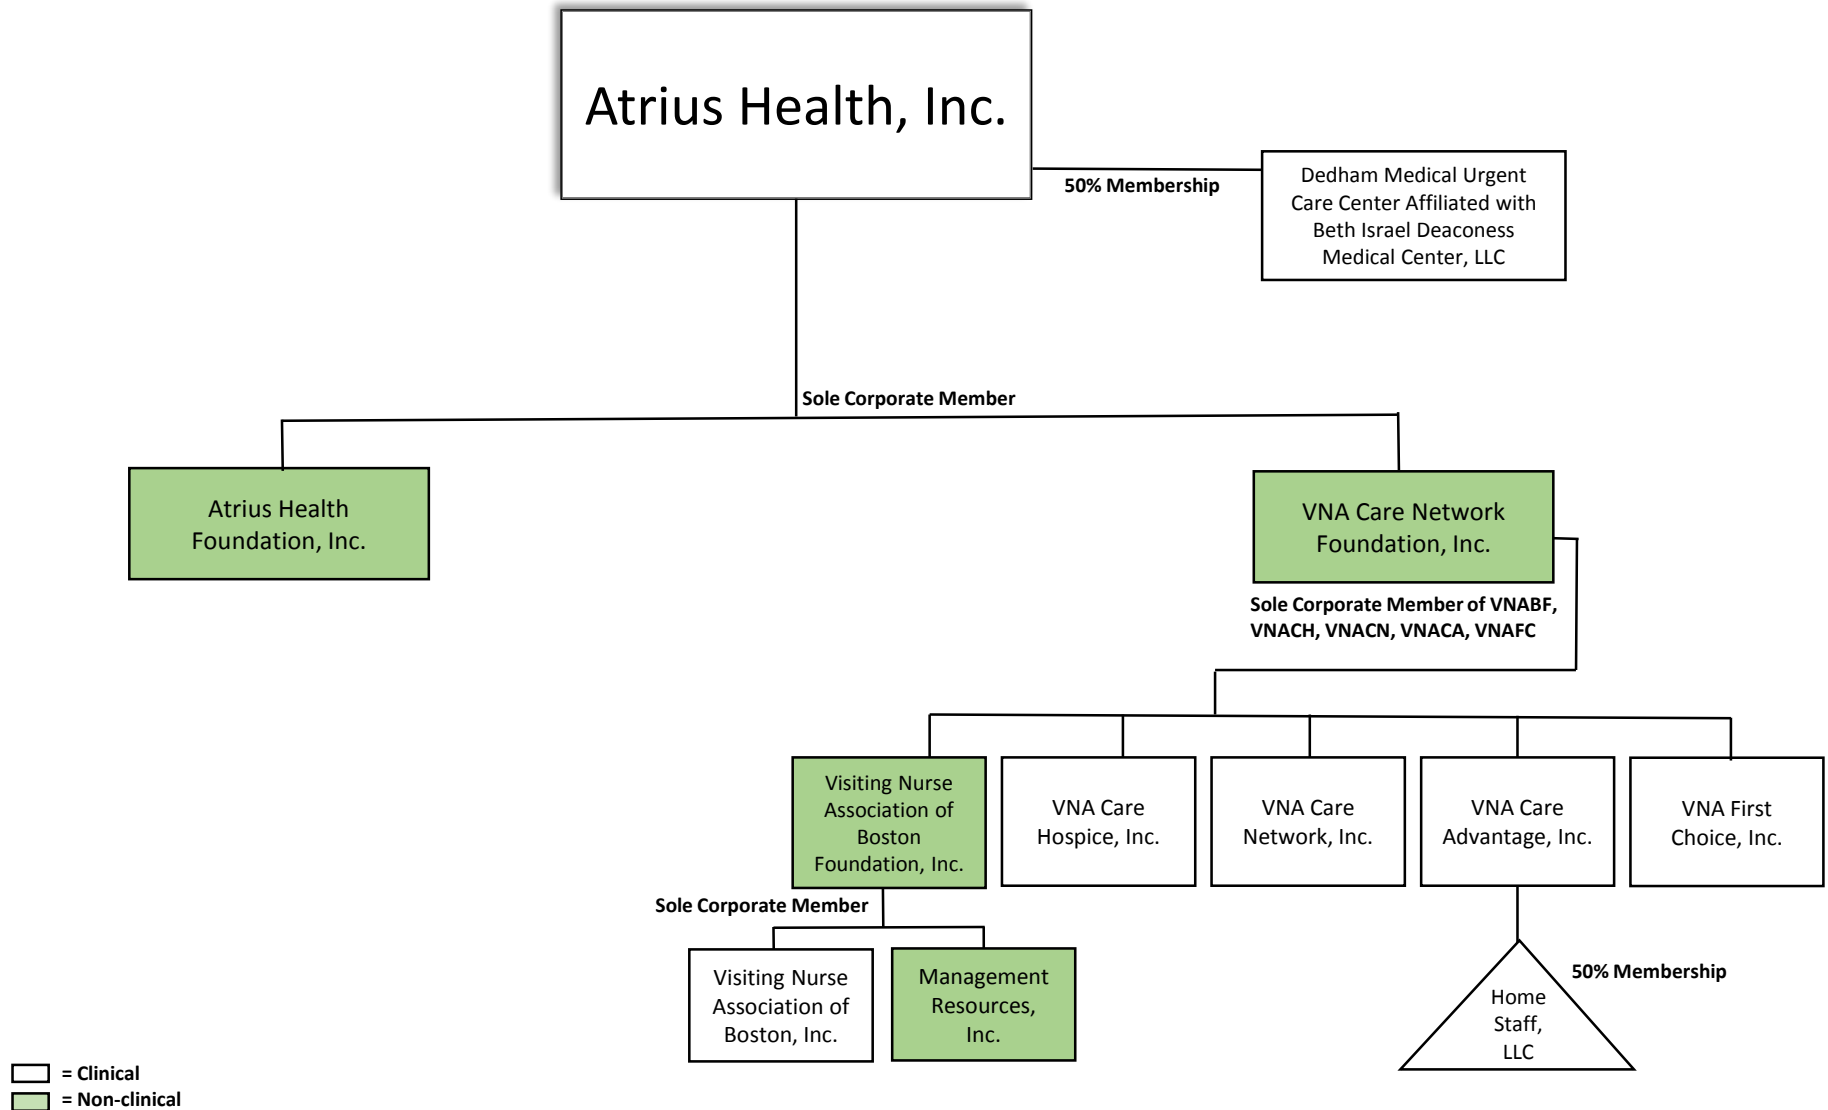 Atrius Health, Inc.
50% Membership
Dedham Medical Urgent
Care Center Affiliated with
Beth Israel Deaconess
Medical Center, LLC
Sole Corporate Member
Atrius Health
Foundation, Inc.
VNA Care Network
Foundation, Inc.
Sole Corporate Member of VNABF,
VNACH, VNACN, VNACA, VNAFC
Visiting Nurse
Association of
Boston
Foundation, Inc.
VNA Care
Hospice, Inc.
VNA Care
Network, Inc.
VNA Care
Advantage, Inc.
VNA First
Choice, Inc.
Sole Corporate Member
Visiting Nurse
Association of
Boston, Inc.
Management
Resources,
Inc.
50% Membership
Home
Staff,
LLC
= Clinical
= Non-clinical